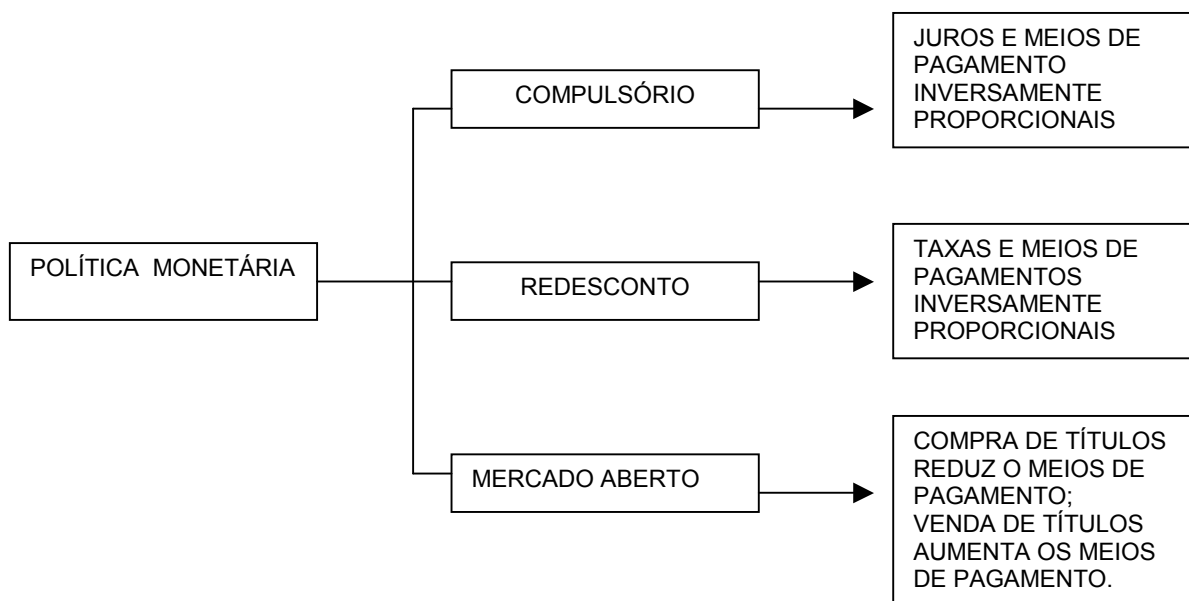 POLÍTICA MONETÁRIA
COMPULSÓRIO
JUROS E MEIOS DE
PAGAMENTO
INVERSAMENTE
PROPORCIONAIS
REDESCONTO
TAXAS E MEIOS DE
PAGAMENTOS
INVERSAMENTE
PROPORCIONAIS
MERCADO ABERTO
COMPRA DE TÍTULOS
REDUZ O MEIOS DE
PAGAMENTO;
VENDA DE TÍTULOS
AUMENTA OS MEIOS
DE PAGAMENTO.